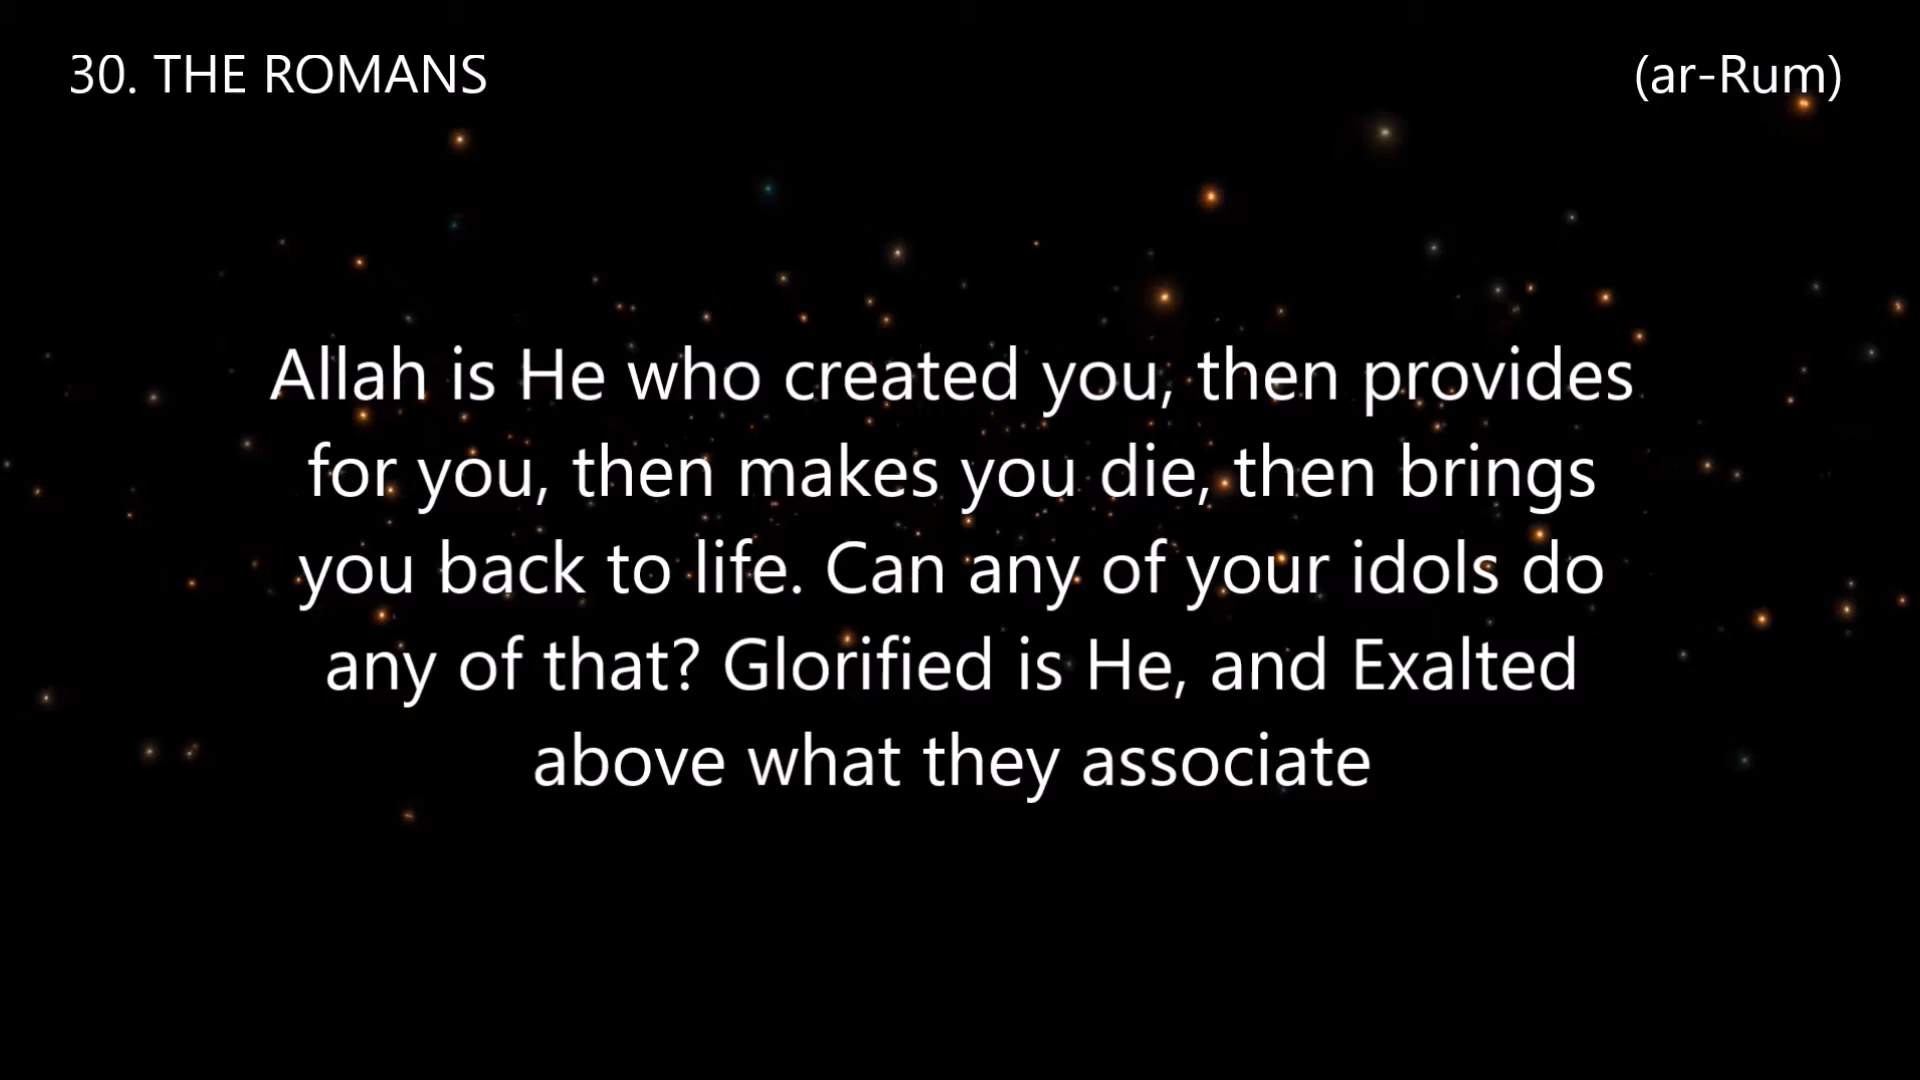 30. THE ROMANS
(ar-Rum)
Allah is He who created you, then provides
for you, then makes you die, then brings
you back to life. Can any of your idols do
any of that? Glorified is He, and Exalted
above what they associate